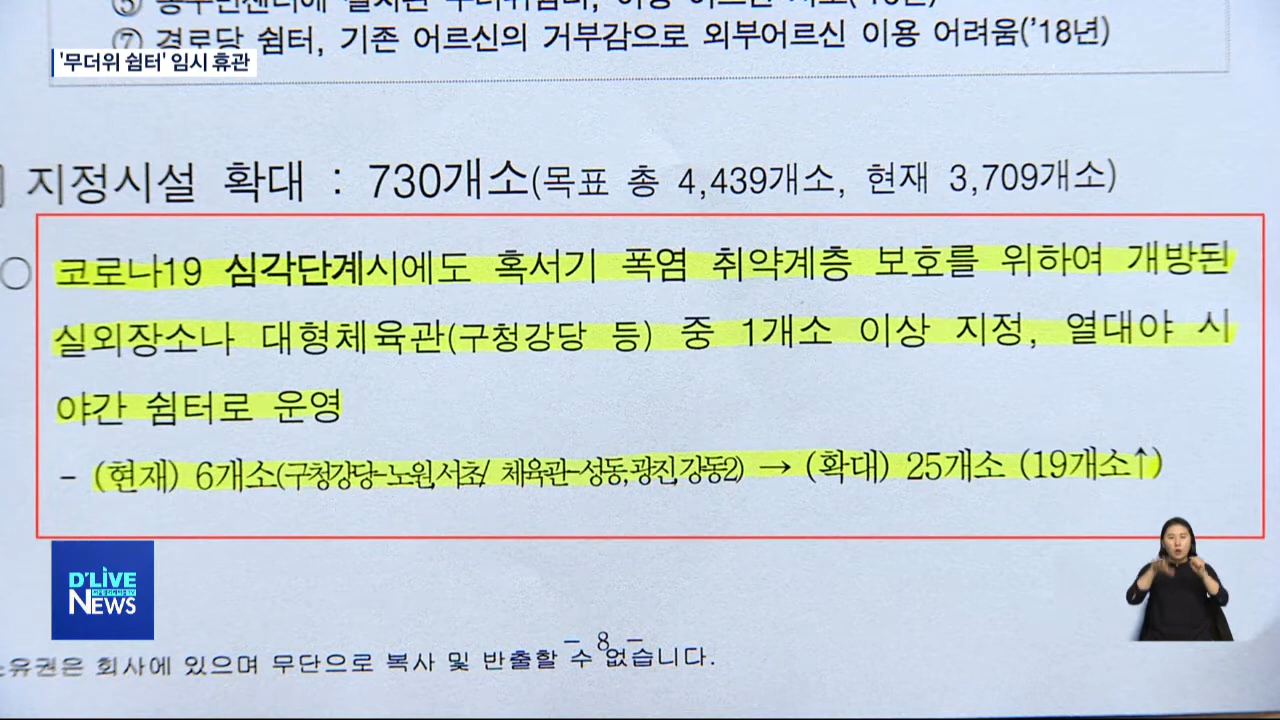 '무더위 쉼터' 임시 휴관
⑦ 경로당 쉼터, 기존 어르신의 거부감으로 외부어르신 이용 어려움('18년)
지정시설 확대 : 730개소(목표 총 4,439개소, 현재 3,709개소)
○ 코로나19 심각단계시에도 혹서기 폭염 취약계층 보호를 위하여 개방된
실외장소나 대형체육관(구청강당 등) 중 1개소 이상 지정, 열대야 시
야간 쉼터로 운영
- (현재) 6개소(구청강당-노원,서초/ 체육관-성동,광진,강동2) → (확대) 25개소 (19개소↑)
D'LIVE
NEWS
- 8 -
소유권은 회사에 있으며 무단으로 복사 및 반출할 수 없습니다.